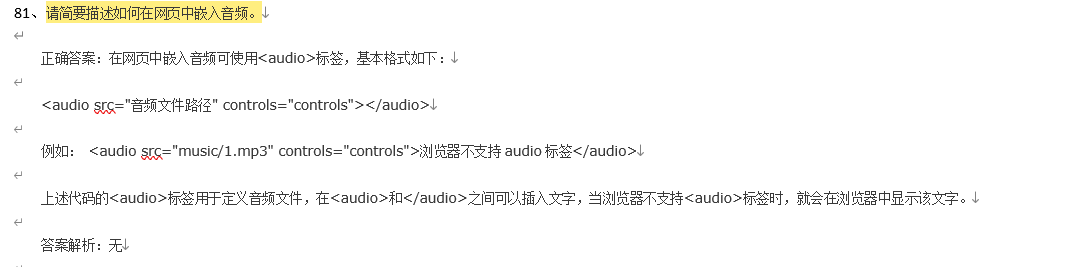 81、请简要描述如何在网页中嵌入音频。↓
↵
正确答案：在网页中嵌入音频可使用<audio>标签，基本格式如下：↓
↵
<audio src="音频文件路径" controls="controls"></audio>↓
↵
例如： <audio src="music/1.mp3" controls="controls">浏览器不支持 audio 标签</audio>↓
↵
上述代码的<audio>标签用于定义音频文件，在<audio>和</audio>之间可以插入文字，当浏览器不支持<audio>标签时，就会在浏览器中显示该文字。↓
↵
答案解析：无↓